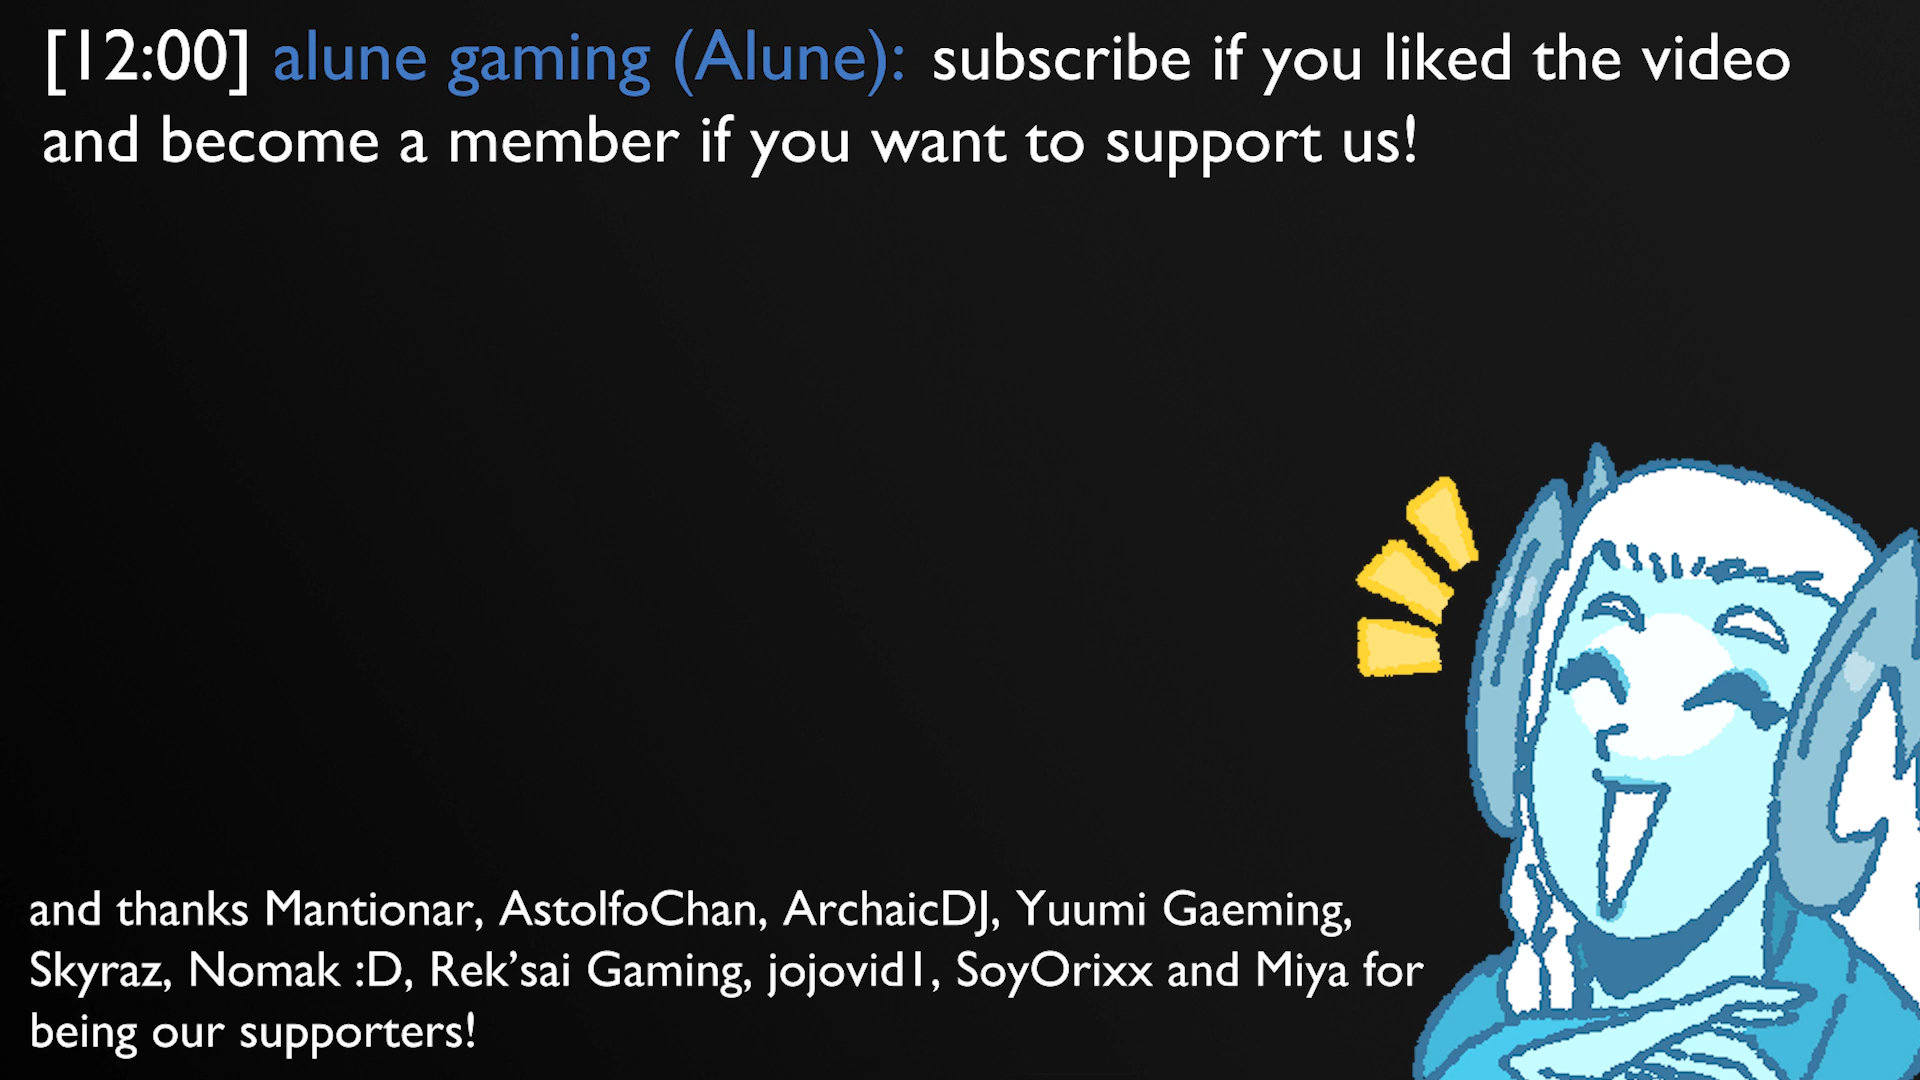 [12:00] alune gaming (Alune): subscribe if you liked the video
and become a member if you want to support us!
and thanks Mantionar, AstolfoChan, ArchaicDJ, Yuumi Gaeming,
Skyraz, Nomak :D, Rek’sai Gaming, jojovid1, SoyOrixx and Miya for
being our supporters!